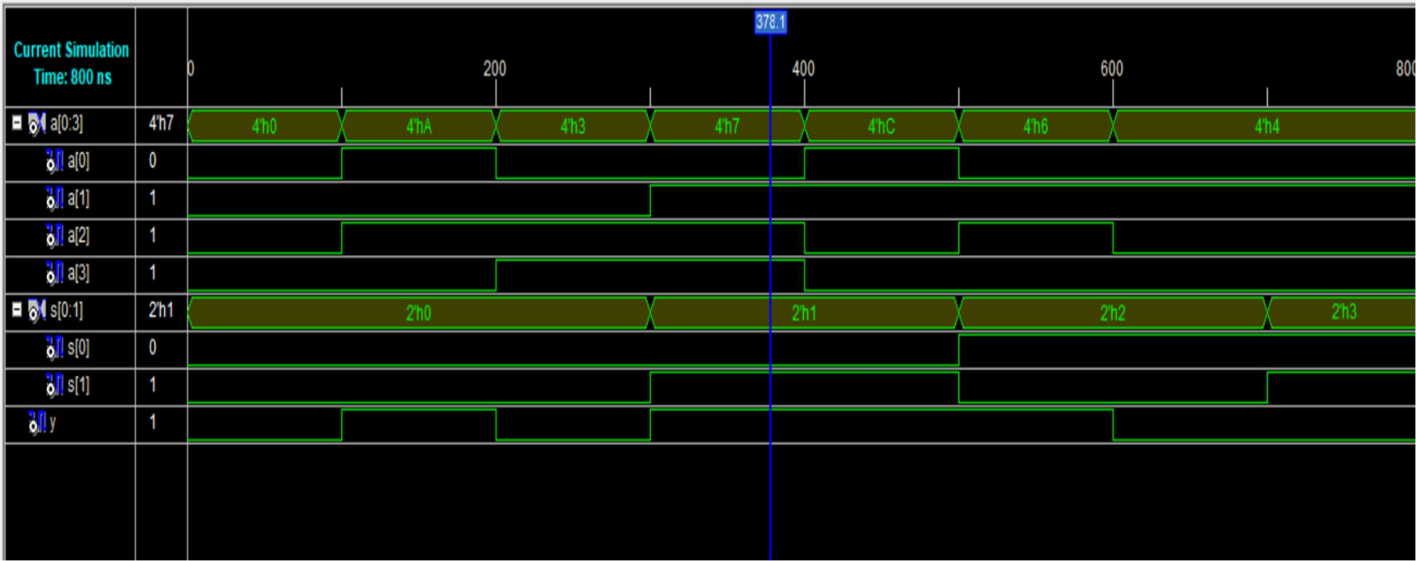 378.1
Current Simulation
Time: 800 ns
0 200 400 600 800
a[0:3] 4'h7 4'h0 4'hA 4'h3 4'h7 4'hC 4'h6 4'h4
a[0] 0
a[1] 1
a[2] 1
a[3] 1
s[0:1] 2'h1 2'h0 2'h1 2'h2 2'h3
s[0] 0
s[1] 1
y 1